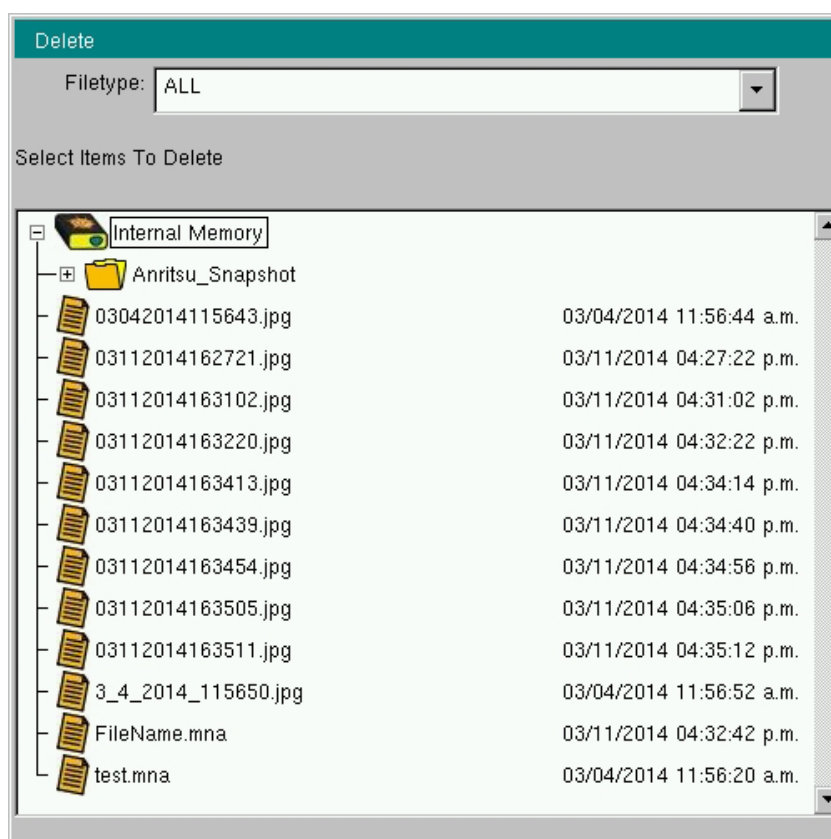 Delete
Filetype: ALL
Select Items To Delete
Internal Memory
Anritsu_Snapshot
03042014115643.jpg 03/04/2014 11:56:44 a.m.
03112014162721.jpg 03/11/2014 04:27:22 p.m.
03112014163102.jpg 03/11/2014 04:31:02 p.m.
03112014163220.jpg 03/11/2014 04:32:22 p.m.
03112014163413.jpg 03/11/2014 04:34:14 p.m.
03112014163439.jpg 03/11/2014 04:34:40 p.m.
03112014163454.jpg 03/11/2014 04:34:56 p.m.
03112014163505.jpg 03/11/2014 04:35:06 p.m.
03112014163511.jpg 03/11/2014 04:35:12 p.m.
3_4_2014_115650.jpg 03/04/2014 11:56:52 a.m.
FileName.mna 03/11/2014 04:32:42 p.m.
test.mna 03/04/2014 11:56:20 a.m.